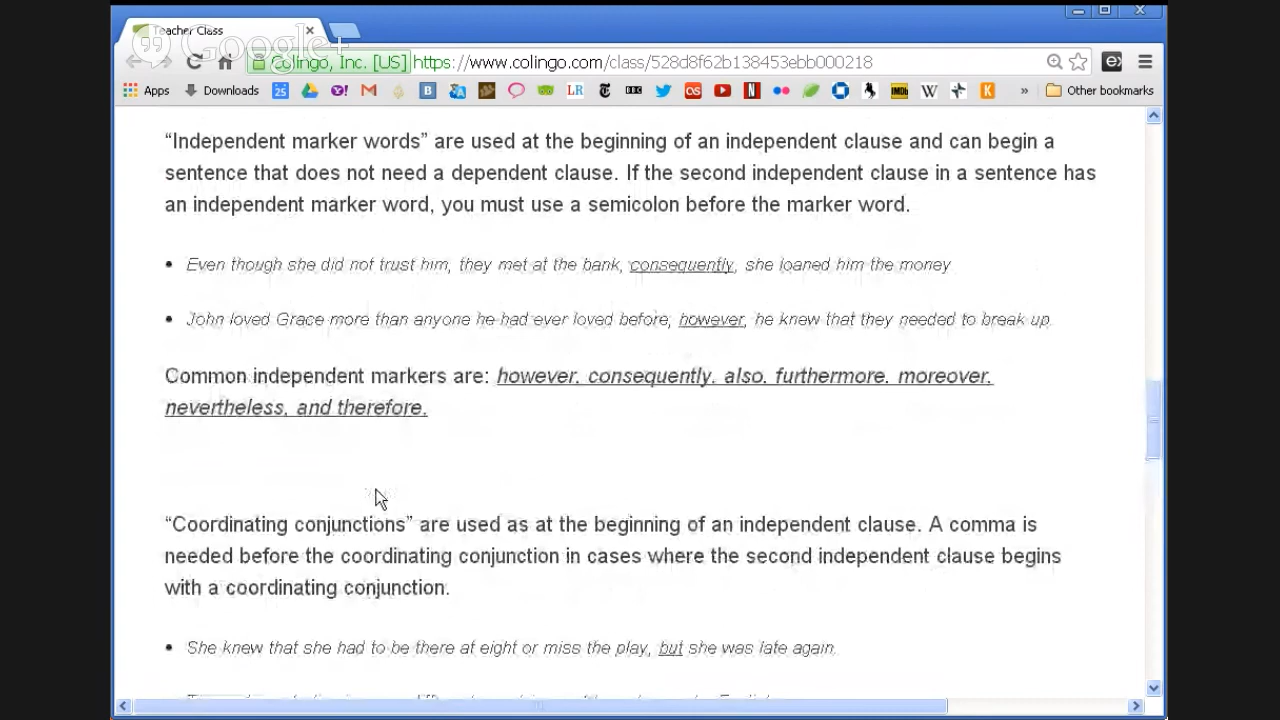 Teacher Class
Google+
Colingo, Inc. [US] https://www.colingo.com/class/528d8f62b138453ebb000218
Apps Downloads 25 B LR BBC N IMDb W K » Other bookmarks
“Independent marker words” are used at the beginning of an independent clause and can begin a
sentence that does not need a dependent clause. If the second independent clause in a sentence has
an independent marker word, you must use a semicolon before the marker word.
• Even though she did not trust him, they met at the bank, consequently, she loaned him the money
• John loved Grace more than anyone he had ever loved before; however, he knew that they needed to break up.
Common independent markers are: however, consequently, also, furthermore, moreover,
nevertheless, and therefore.
“Coordinating conjunctions” are used as at the beginning of an independent clause. A comma is
needed before the coordinating conjunction in cases where the second independent clause begins
with a coordinating conjunction.
• She knew that she had to be there at eight or miss the play, but she was late again.